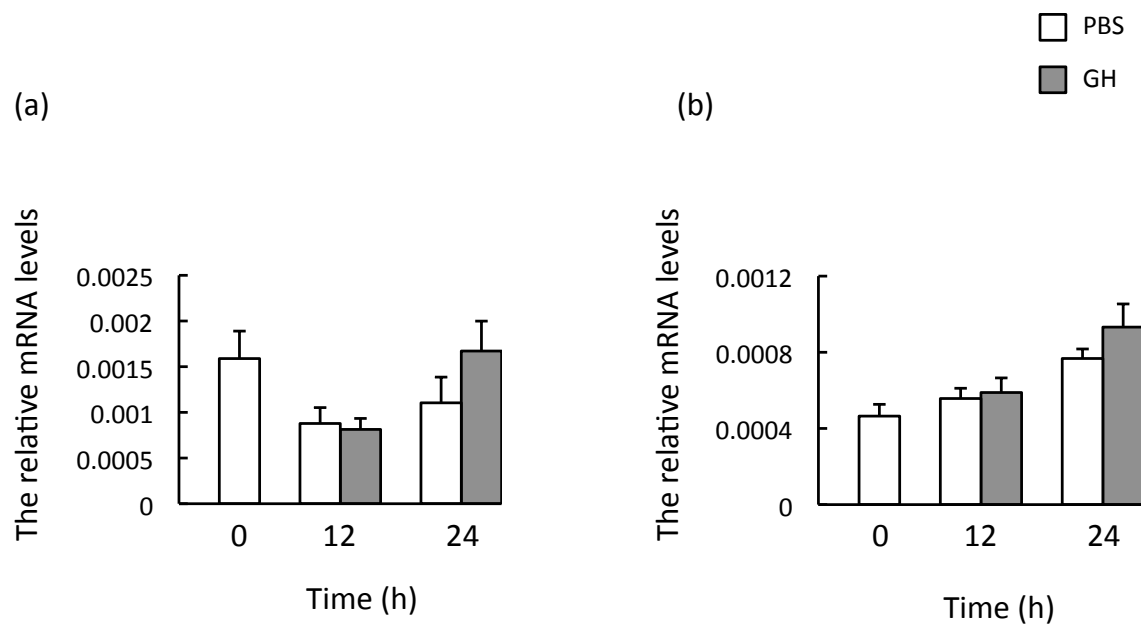 PBS
GH
(a)
The relative mRNA levels
0.0025
0.002
0.0015
0.001
0.0005
0
0
12
24
Time (h)
(b)
The relative mRNA levels
0.0012
0.0008
0.0004
0
0
12
24
Time (h)